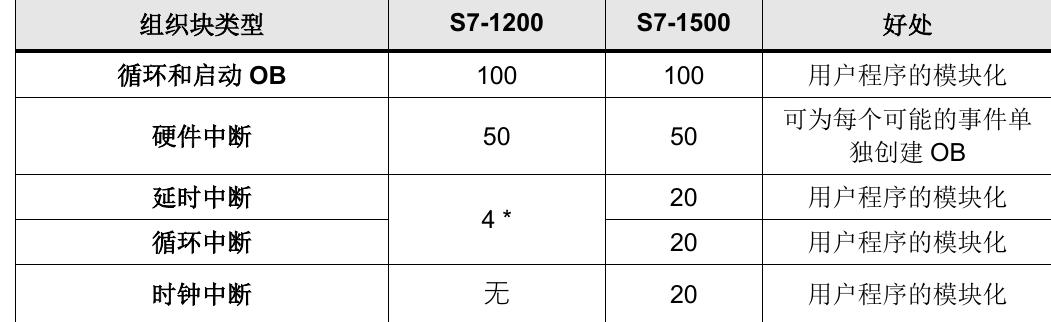 组织块类型 S7-1200 S7-1500 好处
循环和启动 OB 100 100 用户程序的模块化
硬件中断 50 50 可为每个可能的事件单
独创建 OB
延时中断 4 * 20 用户程序的模块化
循环中断 20 用户程序的模块化
时钟中断 无 20 用户程序的模块化